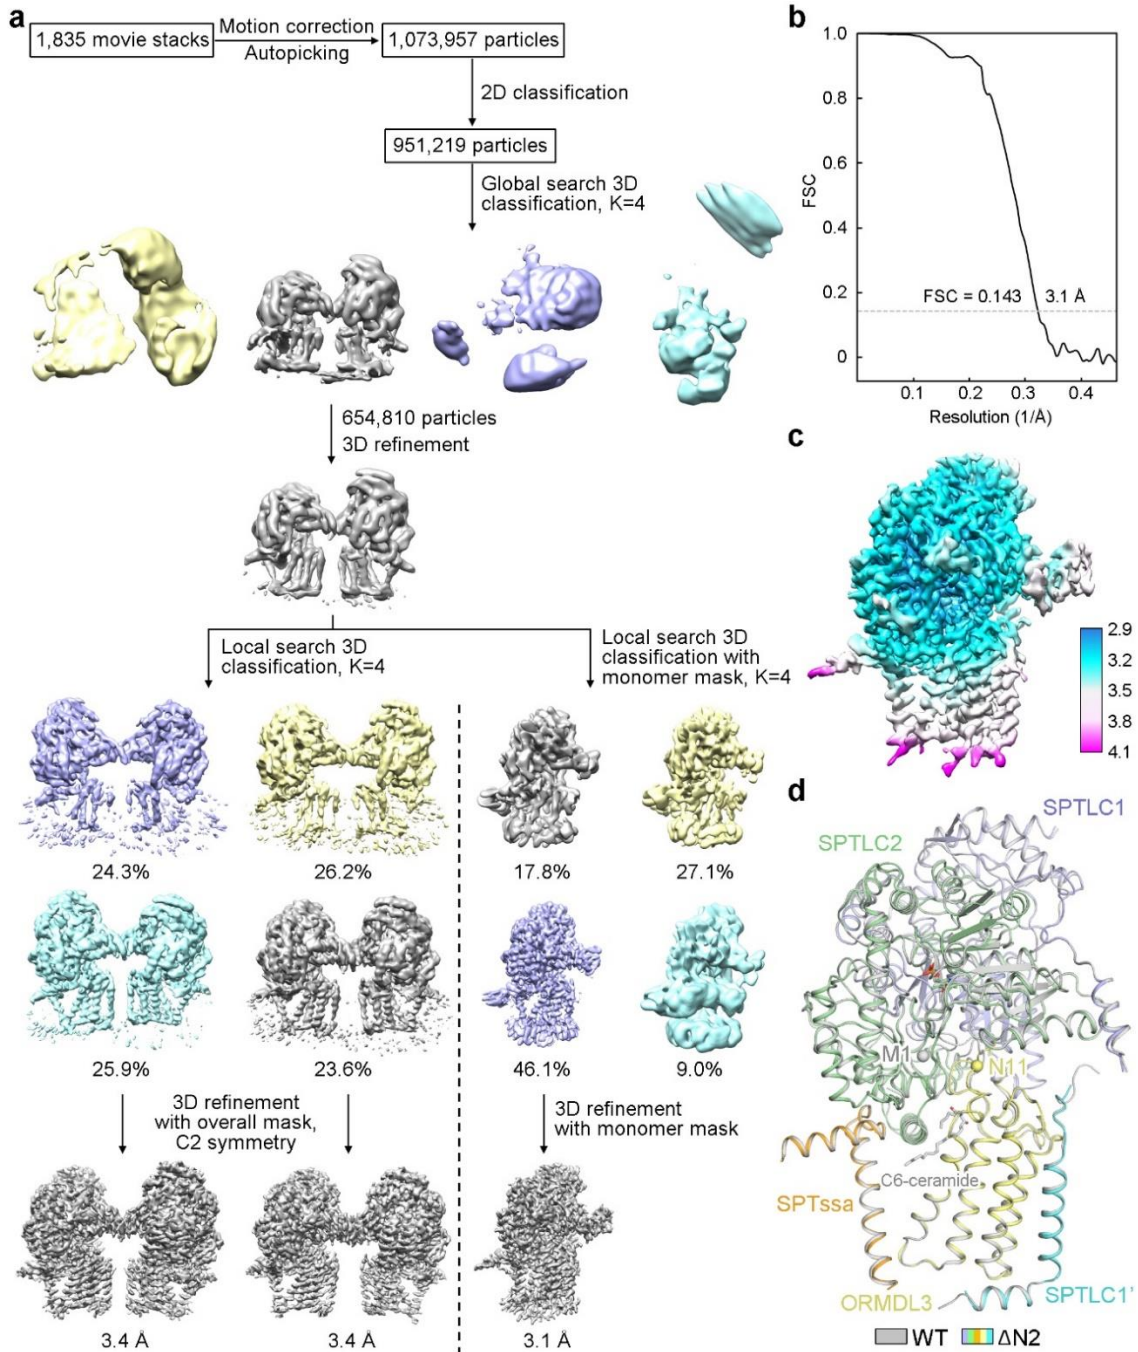 a
1,835 movie stacks
Motion correction
Autopicking
1,073,957 particles
2D classification
951,219 particles
Global search 3D
classification, K=4
654,810 particles
3D refinement
Local search 3D
classification, K=4
Local search 3D
classification with
monomer mask, K=4
24.3%
26.2%
17.8%
27.1%
25.9%
23.6%
46.1%
9.0%
3D refinement
with overall mask,
C2 symmetry
3D refinement
with monomer mask
3.4 Å
3.4 Å
3.1 Å
b
1.0
0.8
0.6
0.4
0.2
0
FSC
FSC = 0.143
3.1 Å
0.1
0.2
0.3
0.4
Resolution (1/Å)
c
2.9
3.2
3.5
3.8
4.1
d
SPTLC1
SPTLC2
M1
N11
C6-ceramide
SPTssa
ORMDL3
SPTLC1'
WT
ΔN2